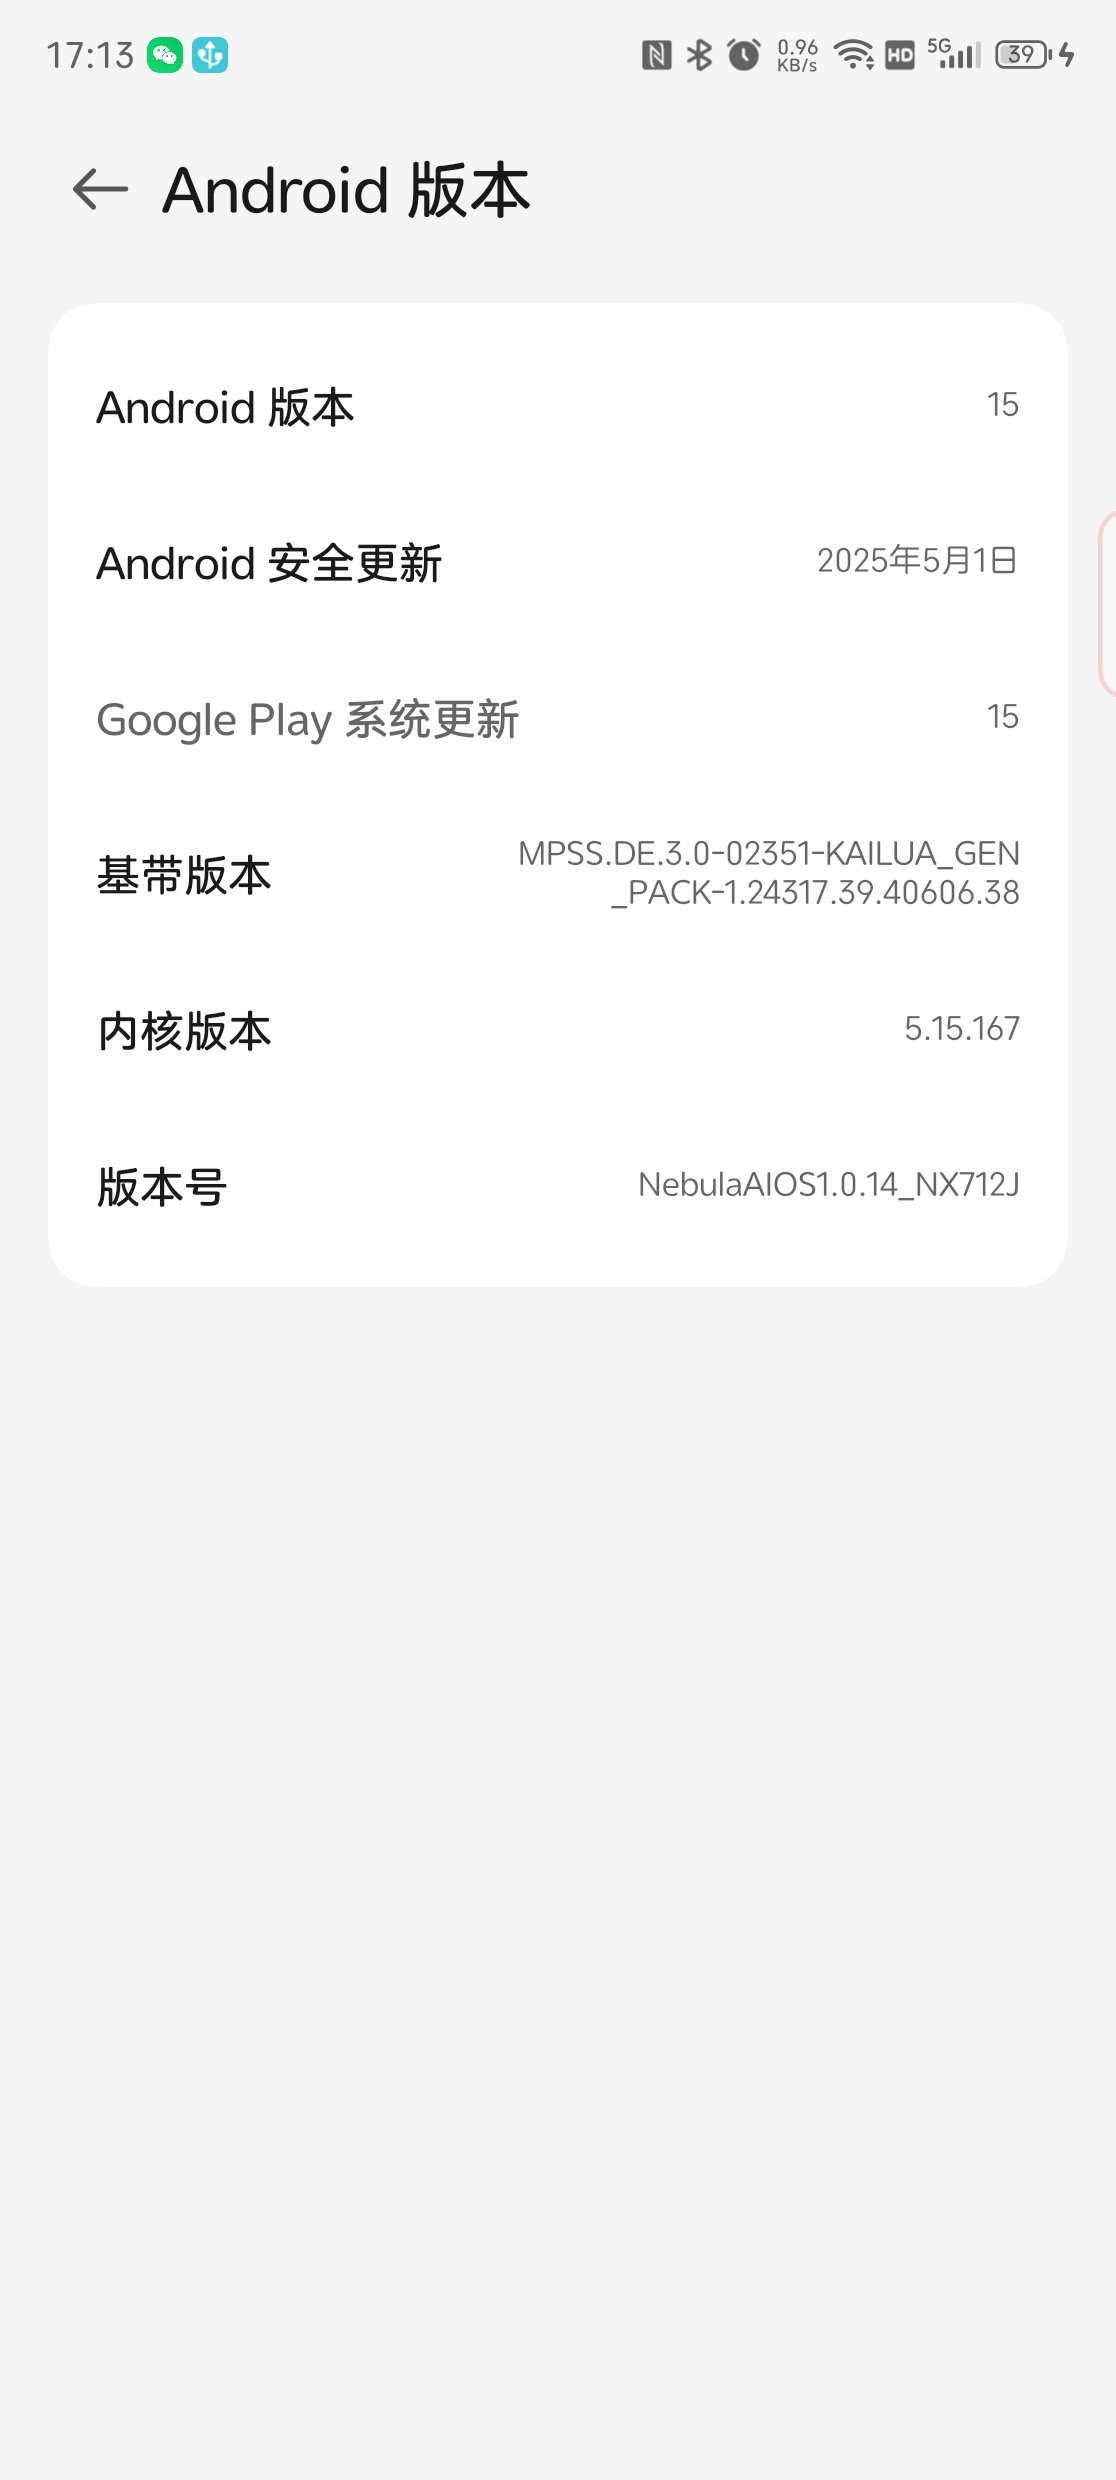 17:13
0.96
KB/s
HD
5G
39
Android 版本
Android 版本
15
Android 安全更新
2025年5月1日
Google Play 系统更新
15
基带版本
MPSS.DE.3.0-02351-KAILUA_GEN
_PACK-1.24317.39.40606.38
内核版本
5.15.167
版本号
NebulaAIOS1.0.14_NX712J